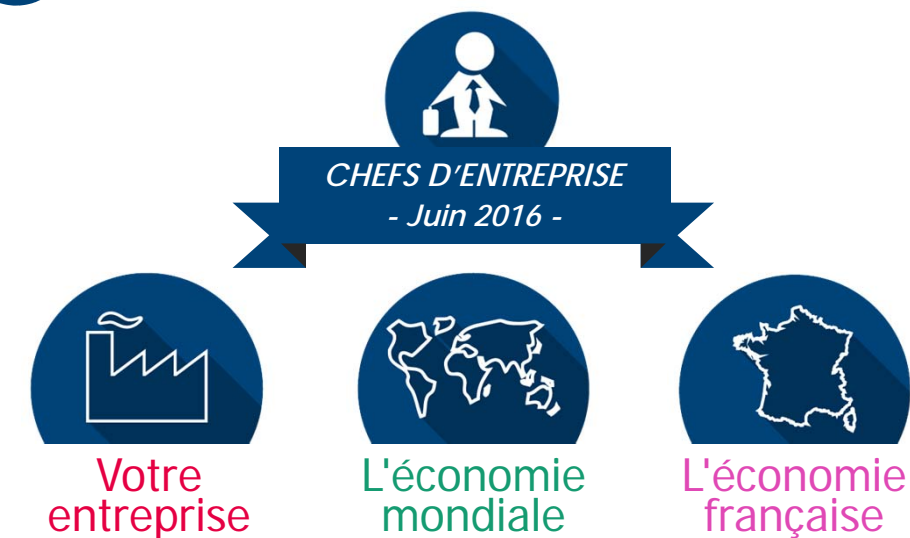 CHEFS D’ENTREPRISE
- Juin 2016 -
Votre
entreprise
L'économie
mondiale
L'économie
française